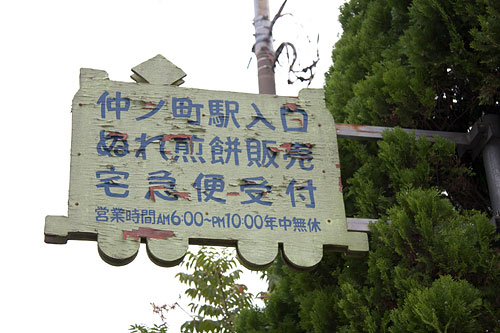 仲ノ町駅入口
ぬれ煎餅販売
宅急便受付
営業時間AM6:00~PM10:00年中無休